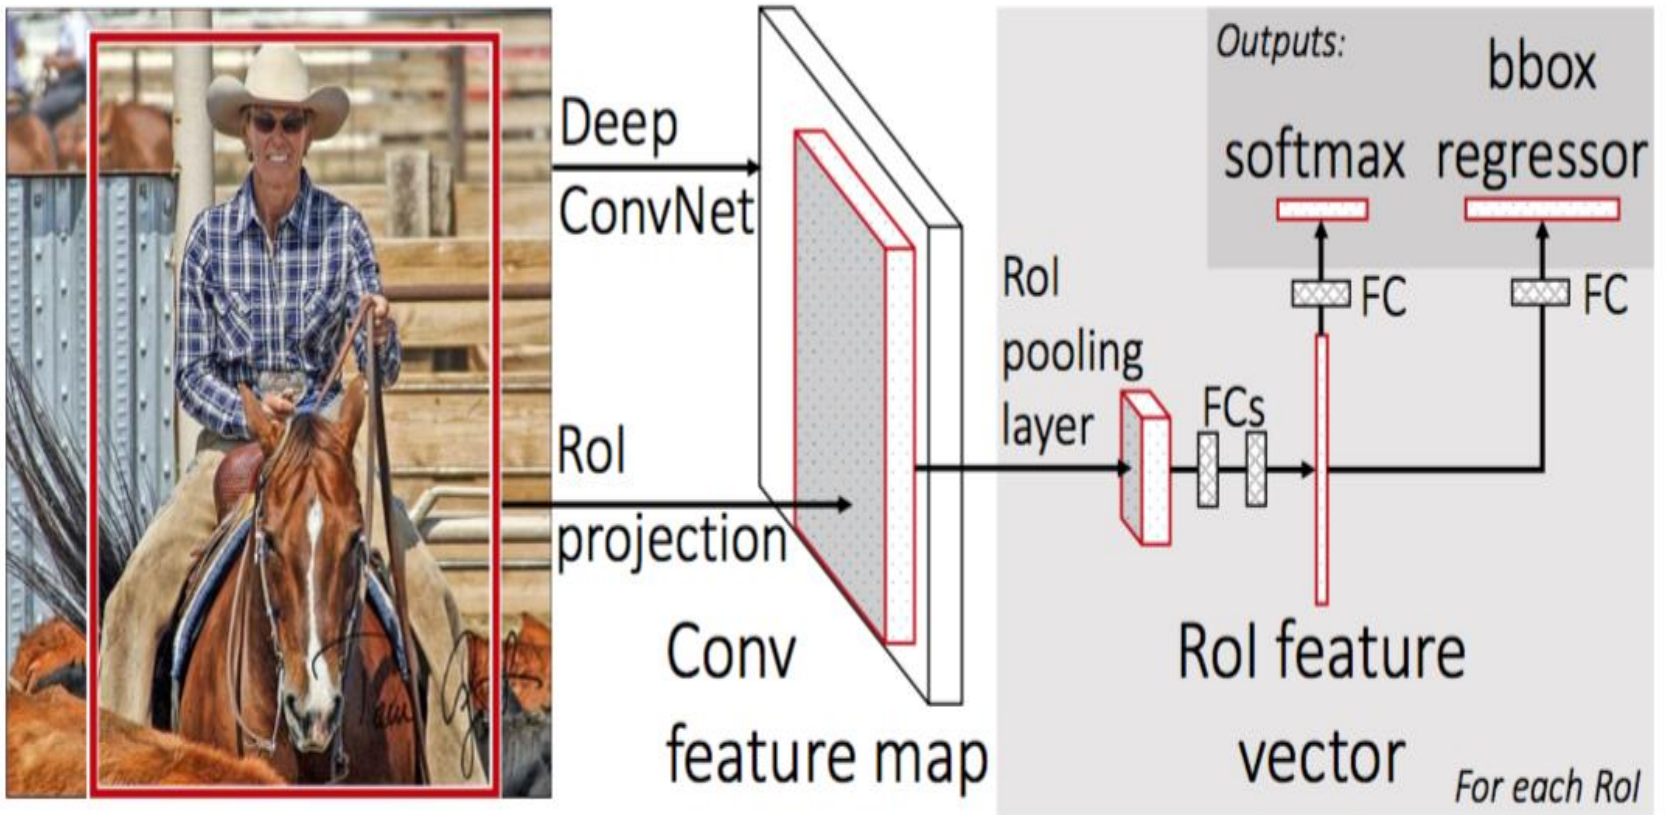 Deep
ConvNet
RoI
projection
Conv
feature map
RoI
pooling
layer
FCs
RoI feature
vector
For each RoI
Outputs:
softmax
bbox
regressor
FC
FC